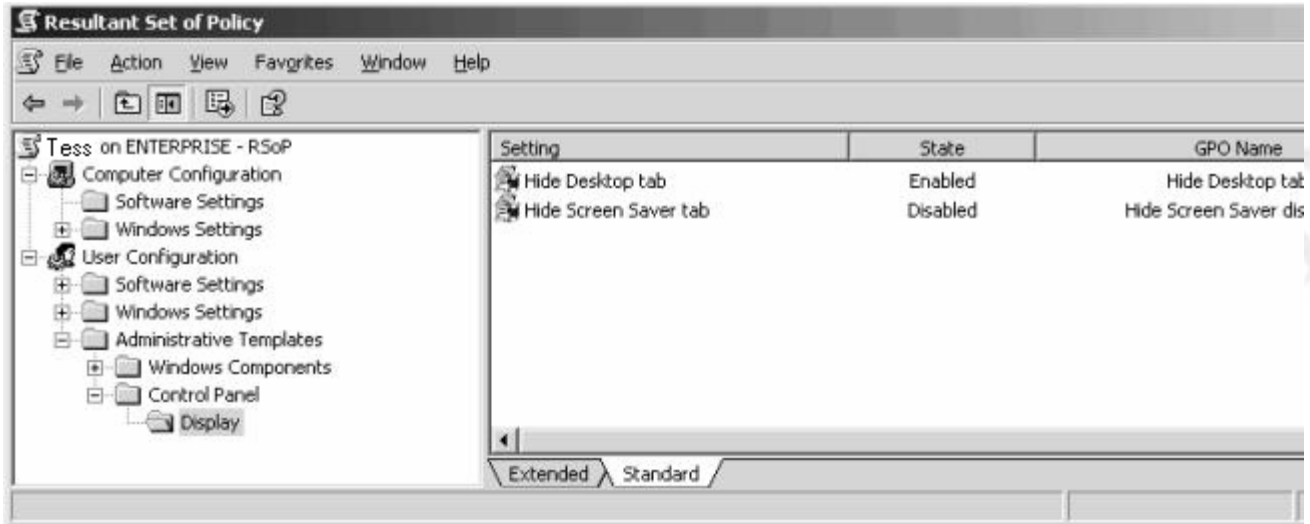 Resultant Set of Policy
File Action View Favorites Window Help
Tess on ENTERPRISE - RSoP
Computer Configuration
Software Settings
Windows Settings
User Configuration
Software Settings
Windows Settings
Administrative Templates
Windows Components
Control Panel
Display
Setting State GPO Name
Hide Desktop tab Enabled Hide Desktop tab
Hide Screen Saver tab Disabled Hide Screen Saver dis
Extended Standard